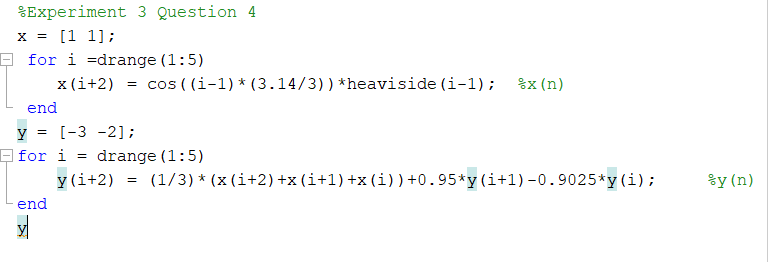 %Experiment 3 Question 4
x = [1 1];
for i =drange(1:5)
x(i+2) = cos((i-1)*(3.14/3))*heaviside(i-1); %x(n)
end
y = [-3 -2];
for i = drange(1:5)
y(i+2) = (1/3)*(x(i+2)+x(i+1)+x(i))+0.95*y(i+1)-0.9025*y(i); %y(n)
end
y